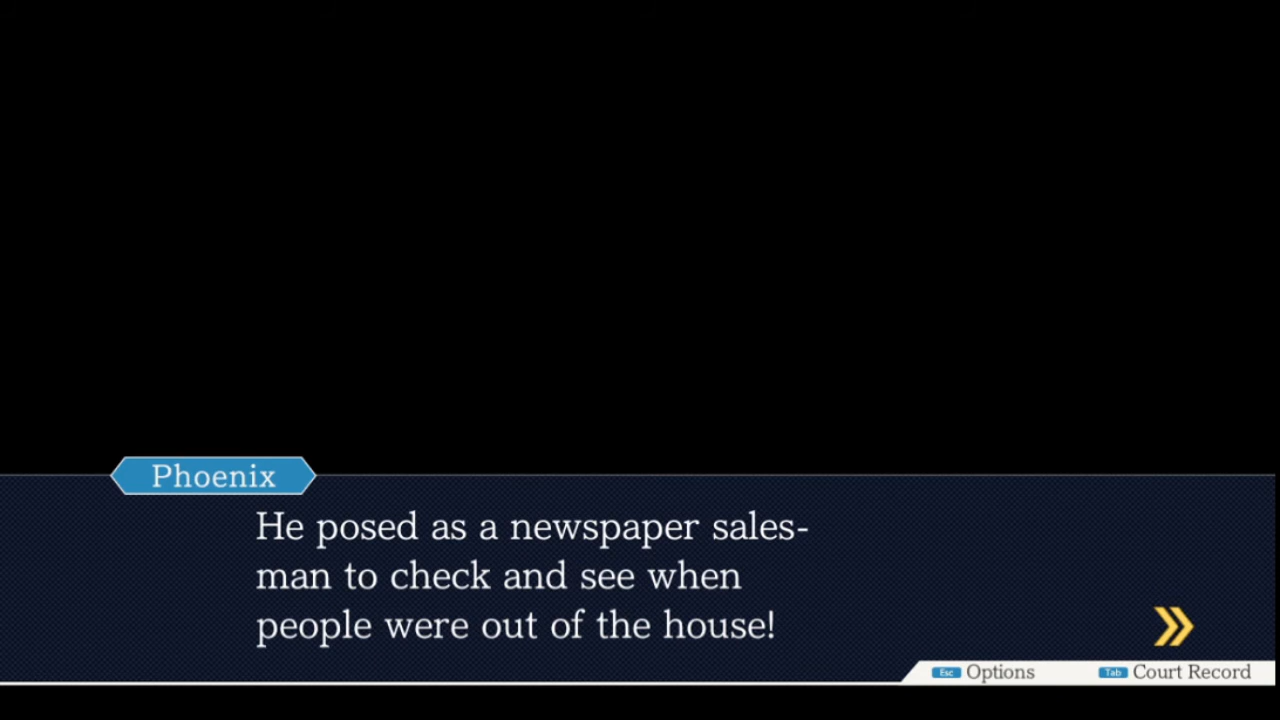 Phoenix
He posed as a newspaper sales-
man to check and see when
people were out of the house!
Esc Options Tab Court Record